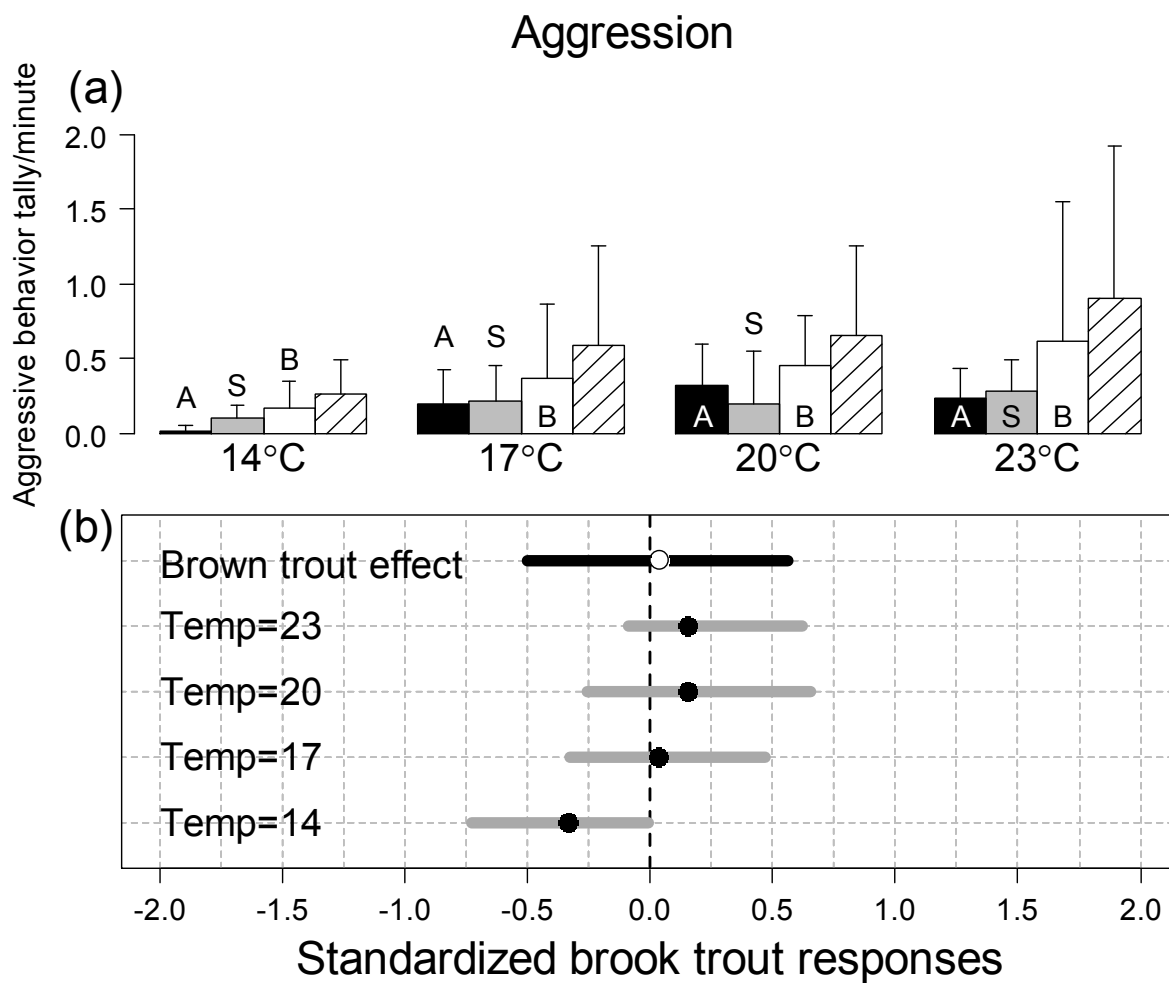 Aggression
(a)
Aggressive behavior tally/minute
2.0
1.5
1.0
0.5
0.0
A S B
A S B
A S B
A S B
14°C 17°C 20°C 23°C
(b)
Brown trout effect
Temp=23
Temp=20
Temp=17
Temp=14
-2.0 -1.5 -1.0 -0.5 0.0 0.5 1.0 1.5 2.0
Standardized brook trout responses